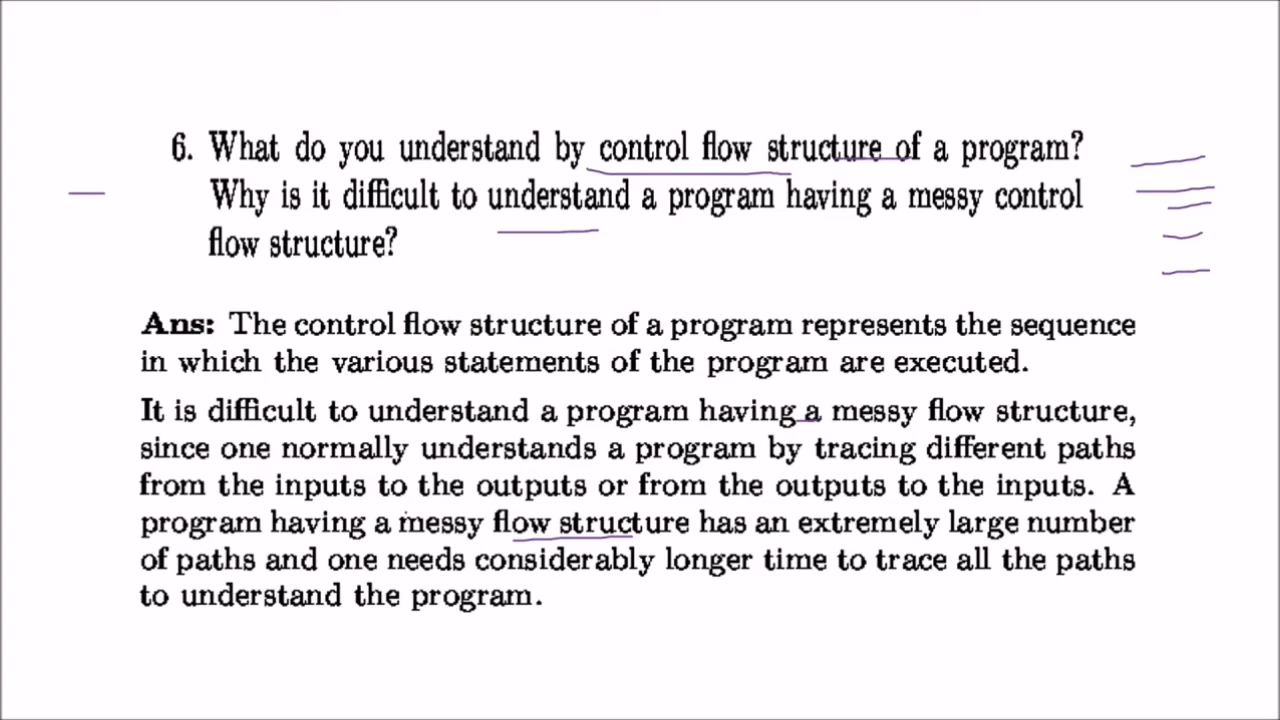 6. What do you understand by control flow structure of a program?
Why is it difficult to understand a program having a messy control
flow structure?
Ans: The control flow structure of a program represents the sequence
in which the various statements of the program are executed.
It is difficult to understand a program having a messy flow structure,
since one normally understands a program by tracing different paths
from the inputs to the outputs or from the outputs to the inputs. A
program having a messy flow structure has an extremely large number
of paths and one needs considerably longer time to trace all the paths
to understand the program.